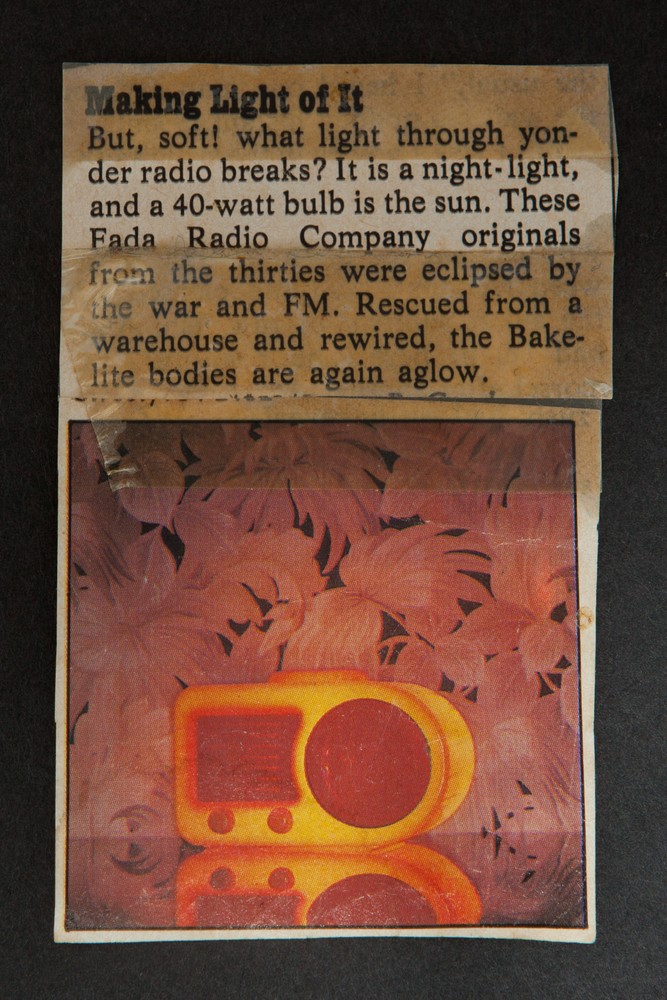 Making Light of It
But, soft! what light through yon-
der radio breaks? It is a night-light,
and a 40-watt bulb is the sun. These
Fada Radio Company originals
from the thirties were eclipsed by
the war and FM. Rescued from a
warehouse and rewired, the Bake-
lite bodies are again aglow.